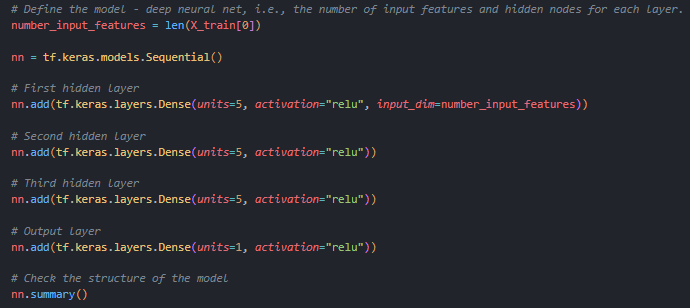 # Define the model - deep neural net, i.e., the number of input features and hidden nodes for each layer.
number_input_features = len(X_train[0])
nn = tf.keras.models.Sequential()
# First hidden layer
nn.add(tf.keras.layers.Dense(units=5, activation="relu", input_dim=number_input_features))
# Second hidden layer
nn.add(tf.keras.layers.Dense(units=5, activation="relu"))
# Third hidden layer
nn.add(tf.keras.layers.Dense(units=5, activation="relu"))
# Output layer
nn.add(tf.keras.layers.Dense(units=1, activation="relu"))
# Check the structure of the model
nn.summary()